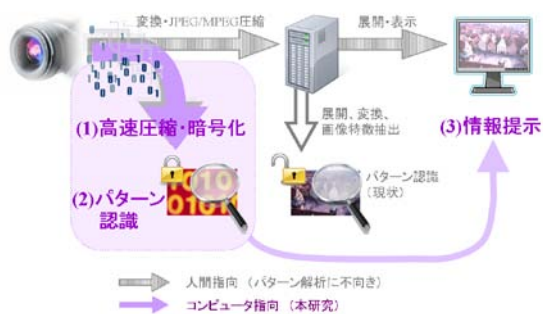 変換・JPEG/MPEG圧縮
展開・表示
(1)高速圧縮・暗号化
展開、変換、
画像特徴抽出
(3)情報提示
(2)パターン
認識
1010
0101
パターン認識
(現状)
人間指向 (パターン解析に不向き)
コンピュータ指向 (本研究)